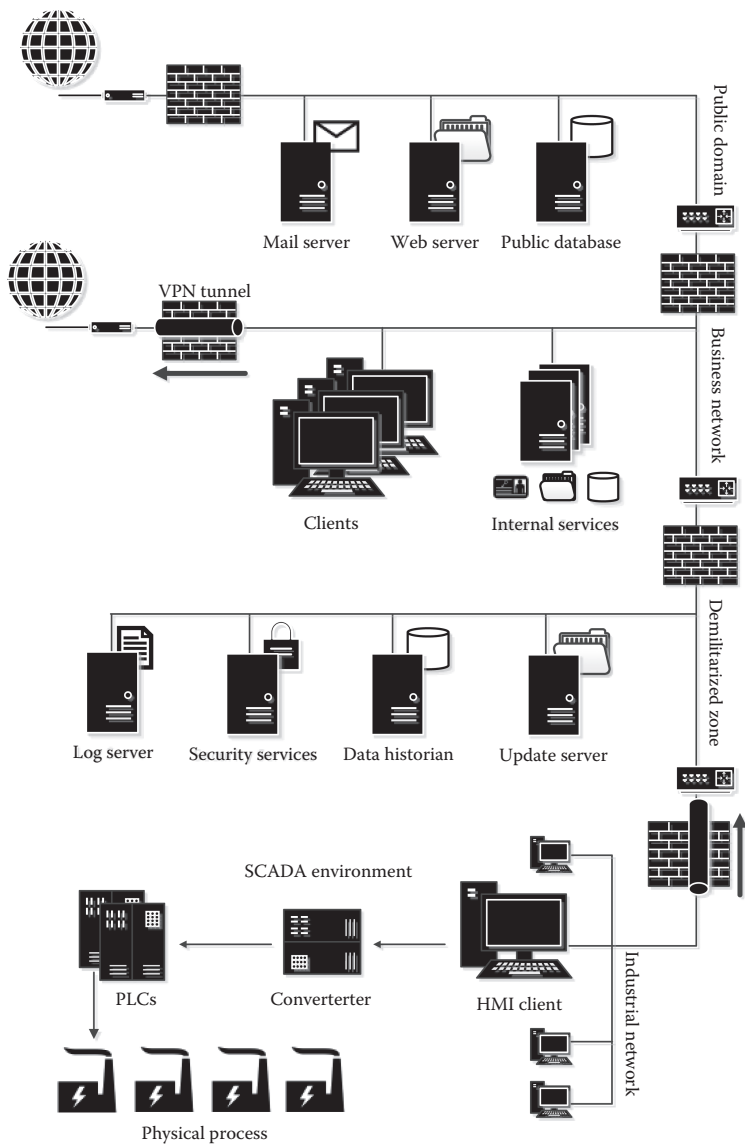 Public domain
Mail server
Web server
Public database
VPN tunnel
Business network
Clients
Internal services
Demilitarized zone
Log server
Security services
Data historian
Update server
SCADA environment
PLCs
Converterter
HMI client
Industrial network
Physical process